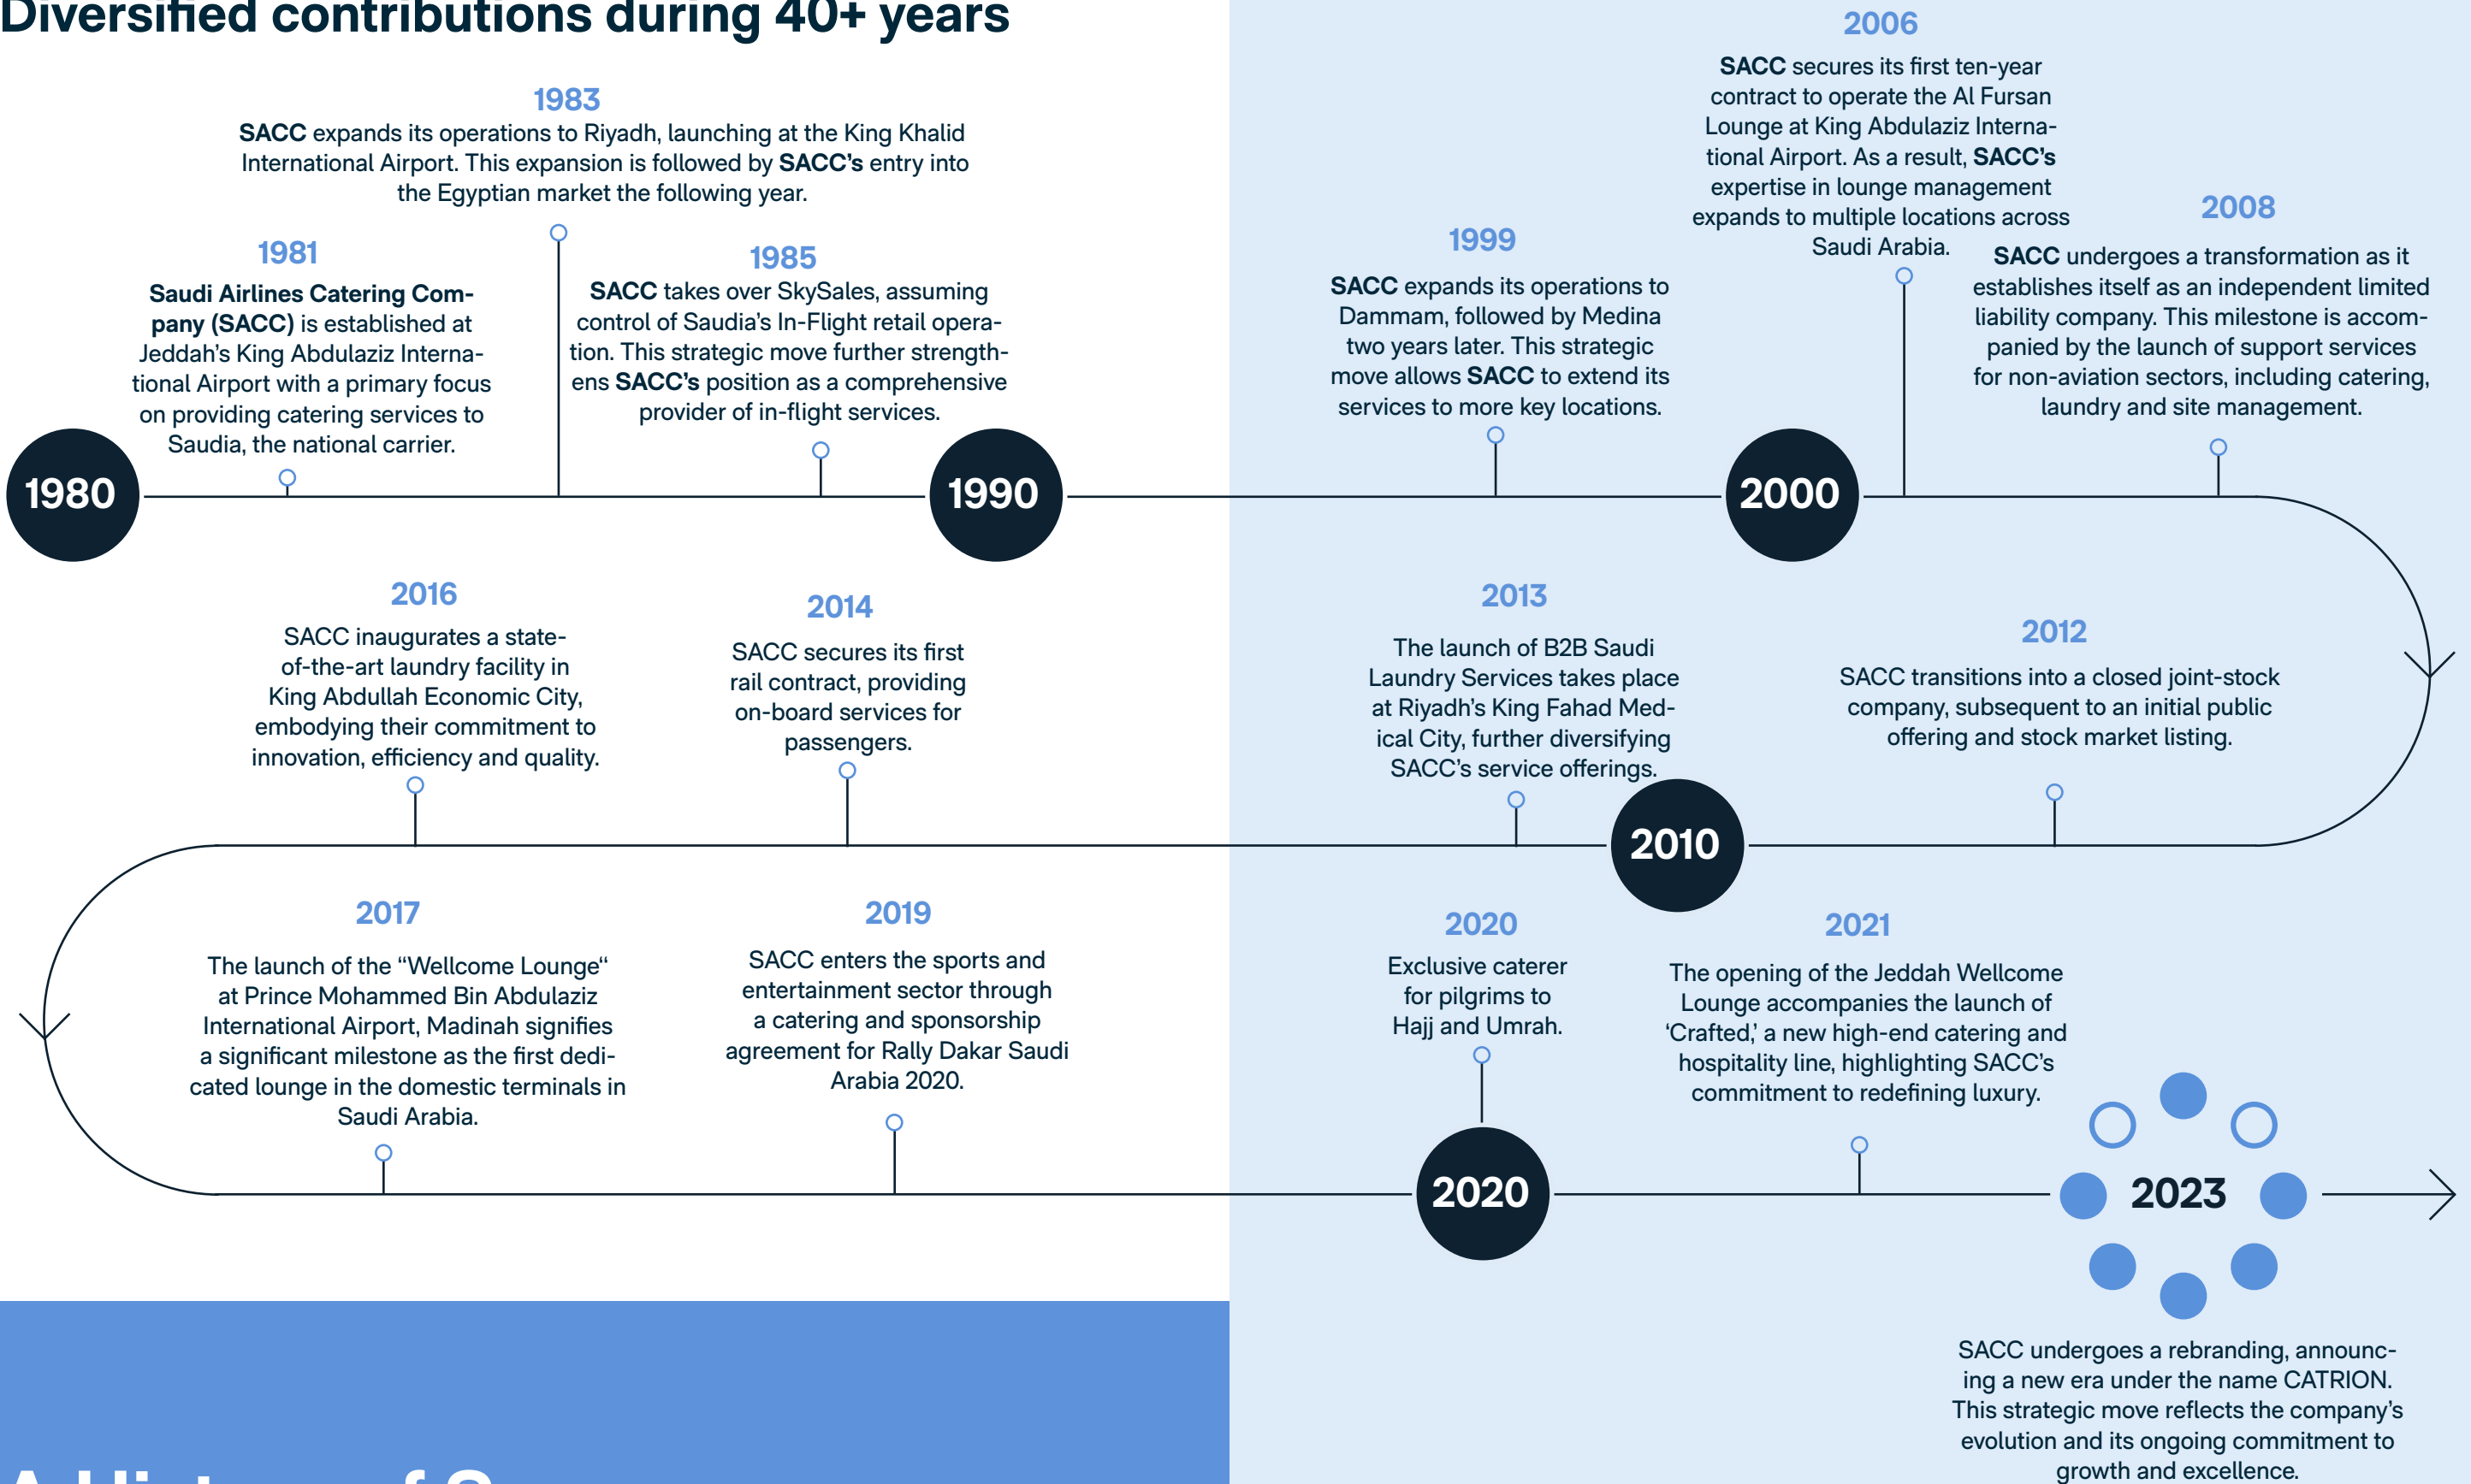 Diversified contributions during 40+ years
1983
SACC expands its operations to Riyadh, launching at the King Khalid
International Airport. This expansion is followed by SACC's entry into
the Egyptian market the following year.
1981
Saudi Airlines Catering Com-
pany (SACC) is established at
Jeddah's King Abdulaziz Interna-
tional Airport with a primary focus
on providing catering services to
Saudia, the national carrier.
1985
SACC takes over SkySales, assuming
control of Saudia's In-Flight retail opera-
tion. This strategic move further strength-
ens SACC's position as a comprehensive
provider of in-flight services.
1999
SACC expands its operations to
Dammam, followed by Medina
two years later. This strategic
move allows SACC to extend its
services to more key locations.
2006
SACC secures its first ten-year
contract to operate the Al Fursan
Lounge at King Abdulaziz Interna-
tional Airport. As a result, SACC's
expertise in lounge management
expands to multiple locations across
Saudi Arabia.
2008
SACC undergoes a transformation as it
establishes itself as an independent limited
liability company. This milestone is accom-
panied by the launch of support services
for non-aviation sectors, including catering,
laundry and site management.
1980
1990
2000
2012
SACC transitions into a closed joint-stock
company, subsequent to an initial public
offering and stock market listing.
2010
2013
The launch of B2B Saudi
Laundry Services takes place
at Riyadh's King Fahad Med-
ical City, further diversifying
SACC's service offerings.
2014
SACC secures its first
rail contract, providing
on-board services for
passengers.
2016
SACC inaugurates a state-
of-the-art laundry facility in
King Abdullah Economic City,
embodying their commitment to
innovation, efficiency and quality.
2017
The launch of the “Wellcome Lounge“
at Prince Mohammed Bin Abdulaziz
International Airport, Madinah signifies
a significant milestone as the first dedi-
cated lounge in the domestic terminals in
Saudi Arabia.
2019
SACC enters the sports and
entertainment sector through
a catering and sponsorship
agreement for Rally Dakar Saudi
Arabia 2020.
2020
Exclusive caterer
for pilgrims to
Hajj and Umrah.
2020
2021
The opening of the Jeddah Wellcome
Lounge accompanies the launch of
‘Crafted,’ a new high-end catering and
hospitality line, highlighting SACC's
commitment to redefining luxury.
2023
SACC undergoes a rebranding, announc-
ing a new era under the name CATRION.
This strategic move reflects the company's
evolution and its ongoing commitment to
growth and excellence.
A History of